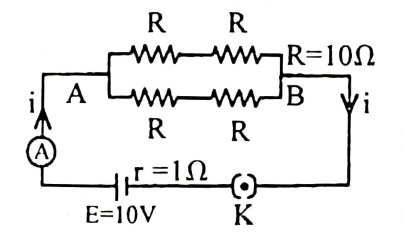 R R
R=10Ω
i A B i
R R
A
r=1Ω
E=10V K